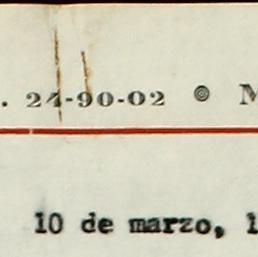 . 24-90-02 ◎ M
10 de marzo, 1